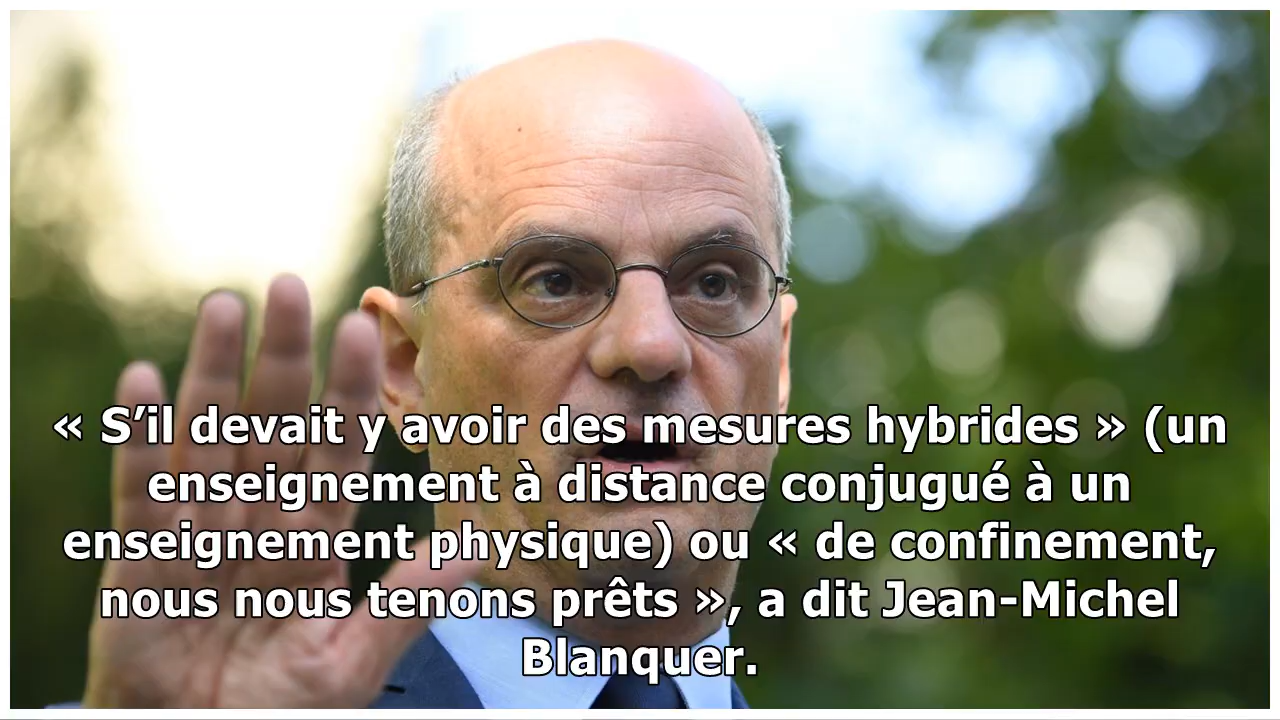 « S’il devait y avoir des mesures hybrides » (un
enseignement à distance conjugué à un
enseignement physique) ou « de confinement,
nous nous tenons prêts », a dit Jean-Michel
Blanquer.